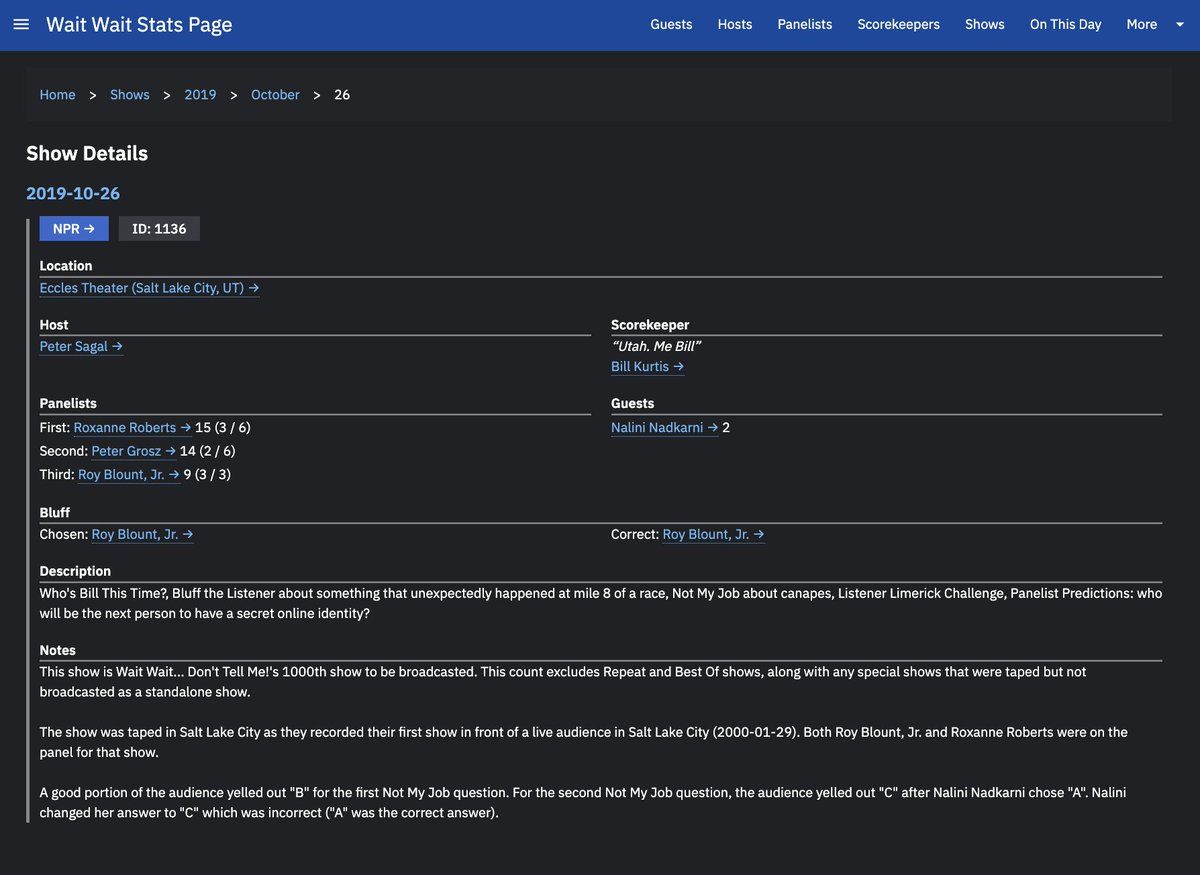 Wait Wait Stats Page
Guests Hosts Panelists Scorekeepers Shows On This Day More
Home > Shows > 2019 > October > 26
Show Details
2019-10-26
NPR → ID: 1136
Location
Eccles Theater (Salt Lake City, UT) →
Host
Peter Sagal →
Scorekeeper
“Utah. Me Bill”
Bill Kurtis →
Panelists
First: Roxanne Roberts → 15 (3 / 6)
Second: Peter Grosz → 14 (2 / 6)
Third: Roy Blount, Jr. → 9 (3 / 3)
Guests
Nalini Nadkarni → 2
Bluff
Chosen: Roy Blount, Jr. →
Correct: Roy Blount, Jr. →
Description
Who's Bill This Time?, Bluff the Listener about something that unexpectedly happened at mile 8 of a race, Not My Job about canapes, Listener Limerick Challenge, Panelist Predictions: who
will be the next person to have a secret online identity?
Notes
This show is Wait Wait... Don't Tell Me!'s 1000th show to be broadcasted. This count excludes Repeat and Best Of shows, along with any special shows that were taped but not
broadcasted as a standalone show.
The show was taped in Salt Lake City as they recorded their first show in front of a live audience in Salt Lake City (2000-01-29). Both Roy Blount, Jr. and Roxanne Roberts were on the
panel for that show.
A good portion of the audience yelled out "B" for the first Not My Job question. For the second Not My Job question, the audience yelled out "C" after Nalini Nadkarni chose "A". Nalini
changed her answer to "C" which was incorrect ("A" was the correct answer).